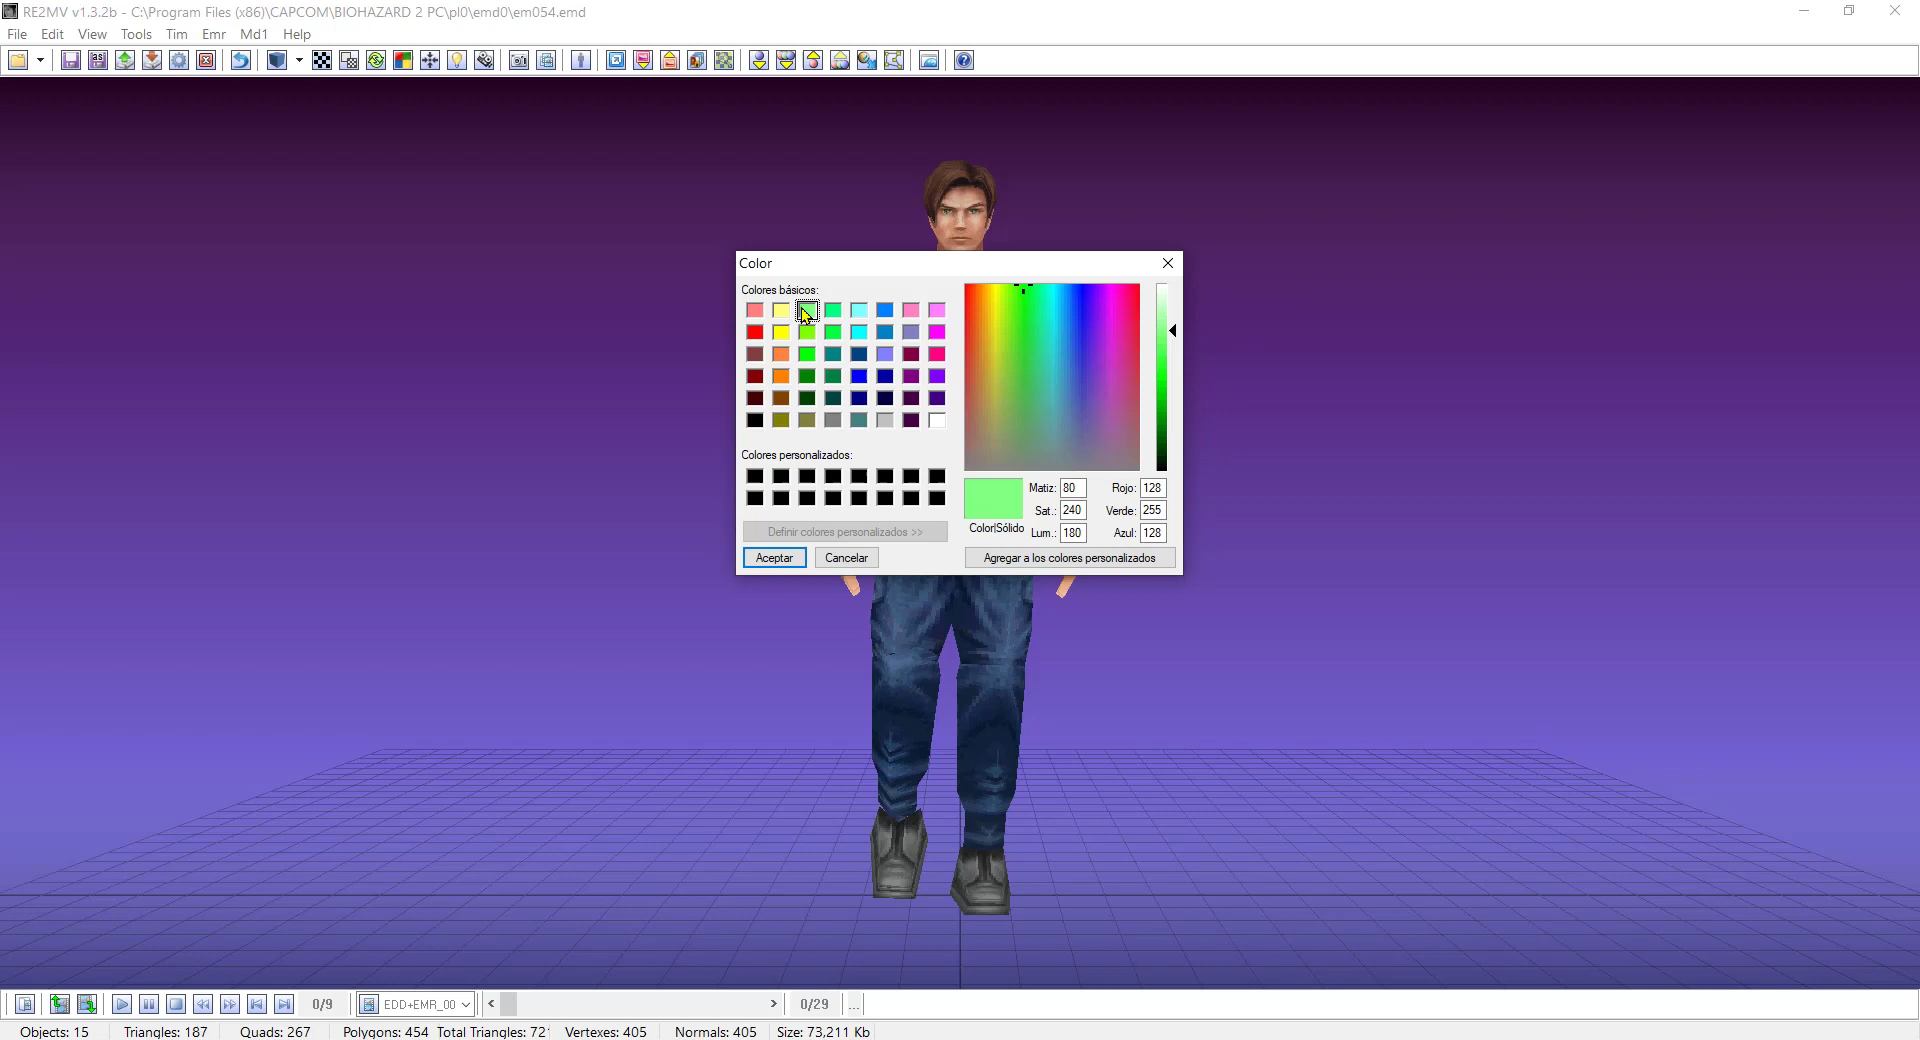 RE2MV v1.3.2b - C:\Program Files (x86)\CAPCOM\BIOHAZARD 2 PC\pl0\emd0\em054.emd
File Edit View Tools Tim Emr Md1 Help
Color
Colores básicos:
Colores personalizados:
Definir colores personalizados >>
Aceptar Cancelar
Matiz: 80 Rojo: 128
Sat.: 240 Verde: 255
Color|Sólido Lum.: 180 Azul: 128
Agregar a los colores personalizados
0/9 EDD+EMR_00 0/29 ...
Objects: 15 Triangles: 187 Quads: 267 Polygons: 454 Total Triangles: 72 Vertexes: 405 Normals: 405 Size: 73,211 Kb